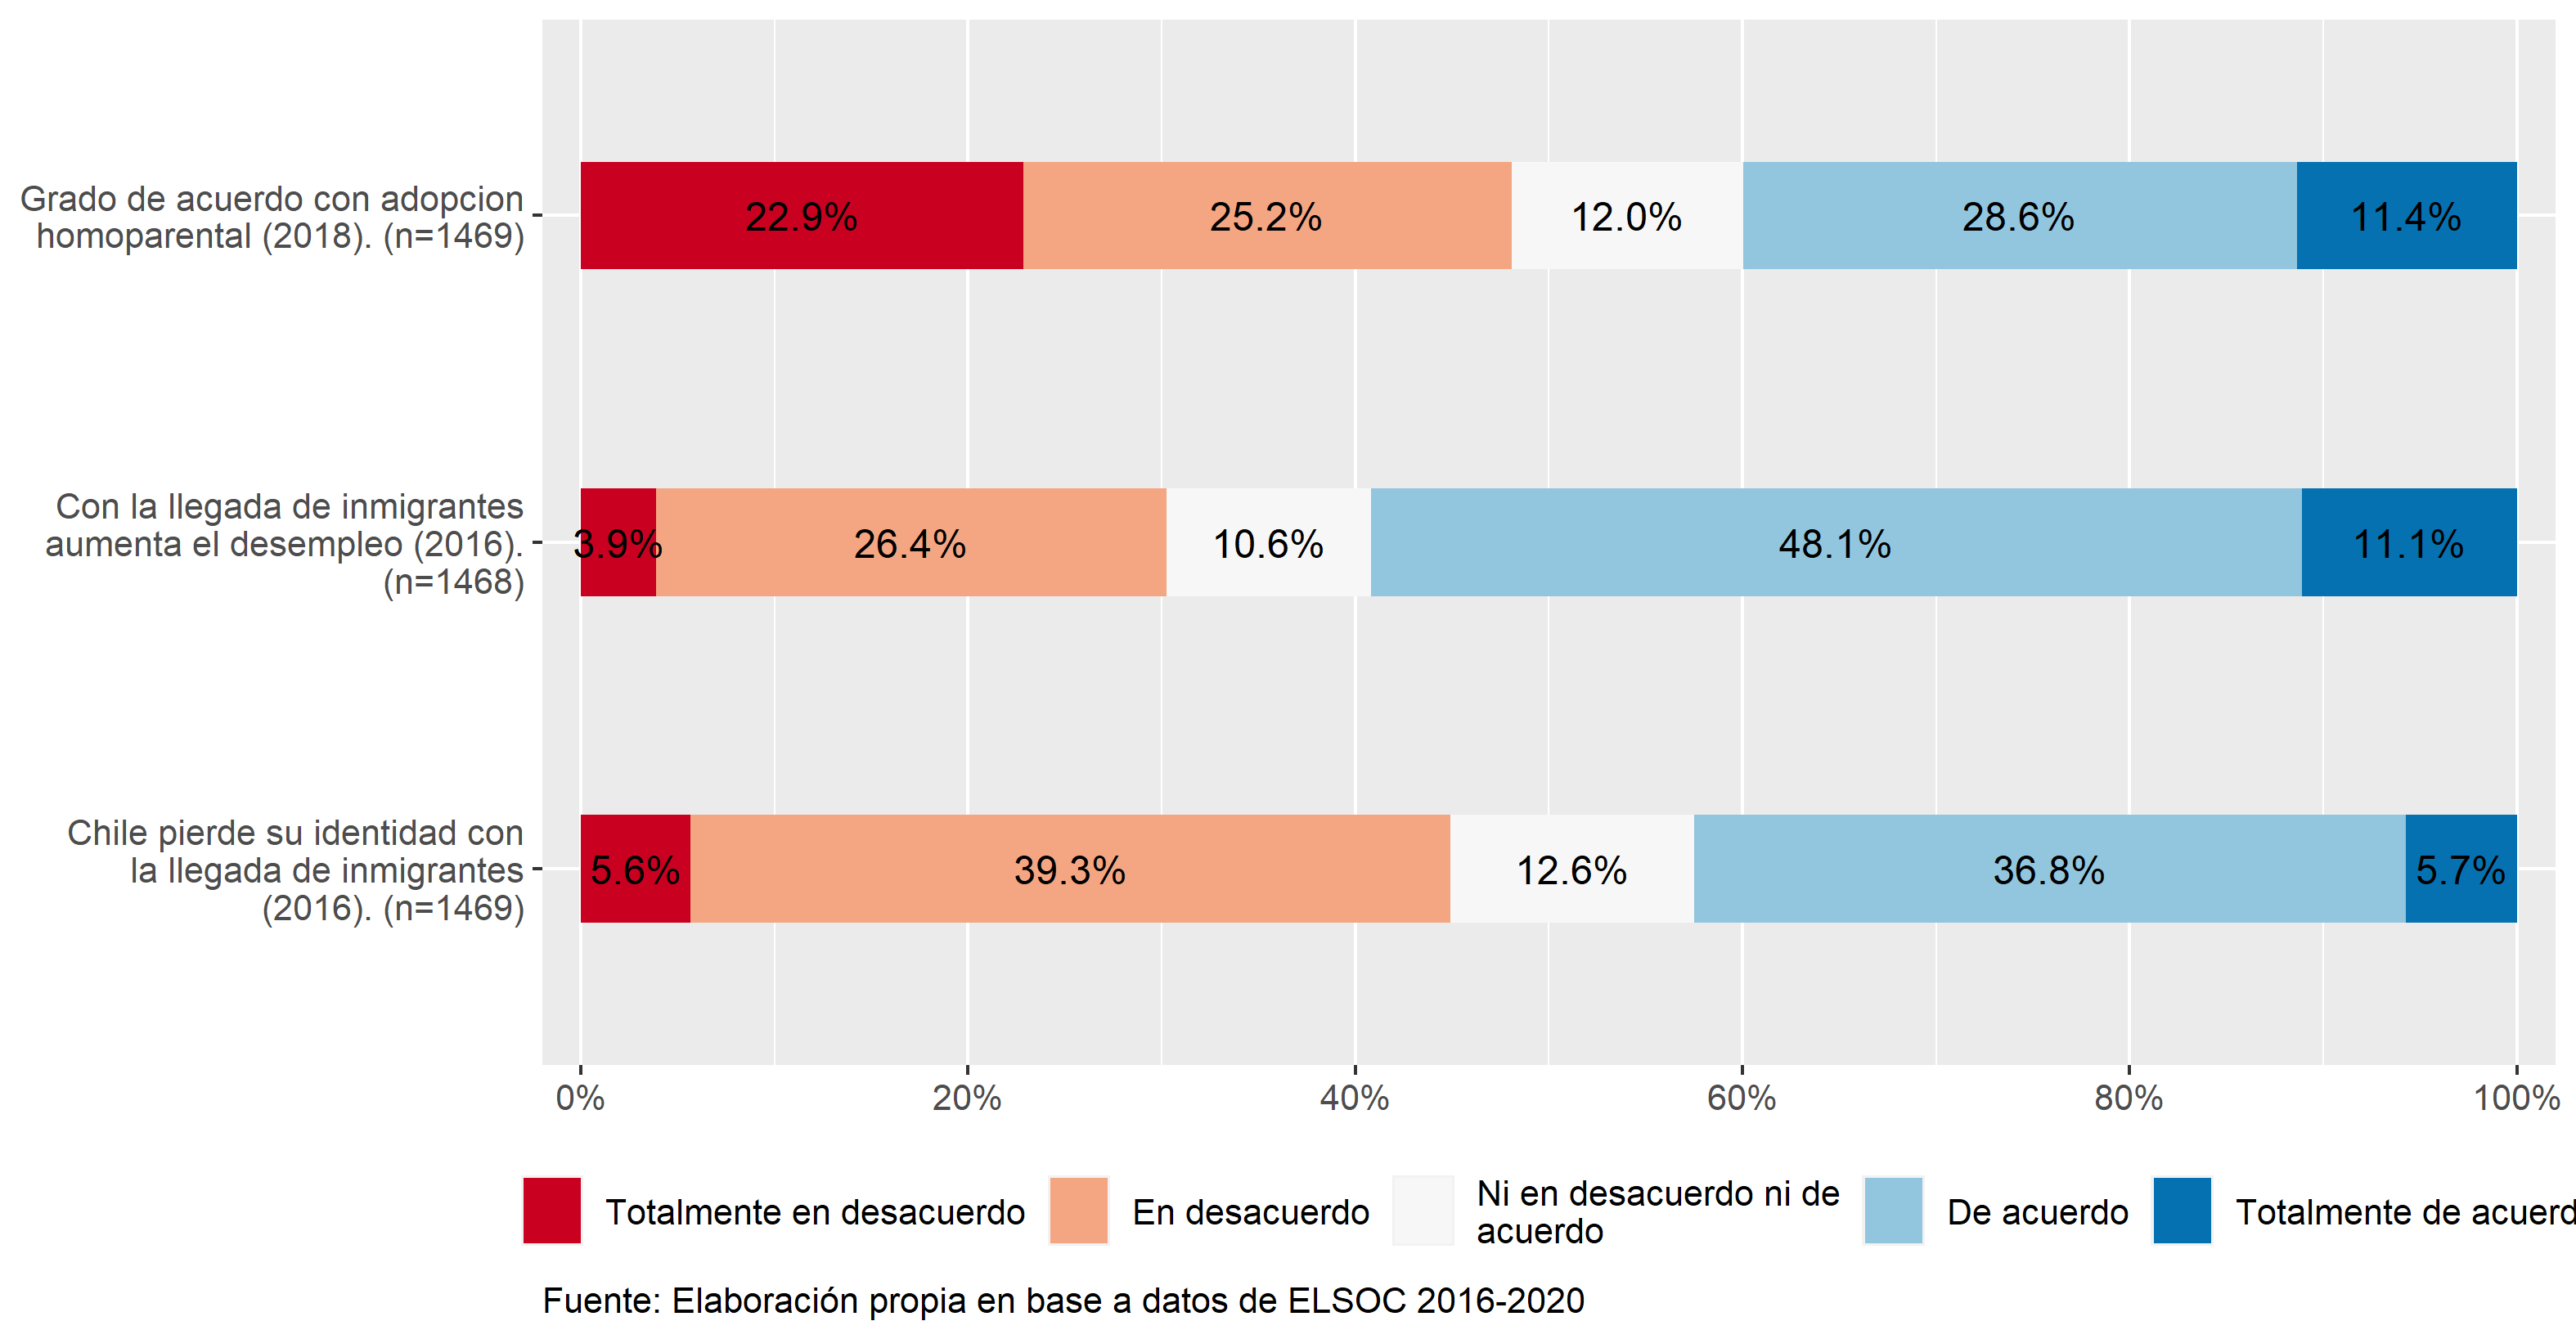 Grado de acuerdo con adopcion
homoparental (2018). (n=1469)
22.9%
25.2%
12.0%
28.6%
11.4%
Con la llegada de inmigrantes
aumenta el desempleo (2016).
(n=1468)
3.9%
26.4%
10.6%
48.1%
11.1%
Chile pierde su identidad con
la llegada de inmigrantes
(2016). (n=1469)
5.6%
39.3%
12.6%
36.8%
5.7%
0%
20%
40%
60%
80%
100%
Totalmente en desacuerdo
En desacuerdo
Ni en desacuerdo ni de
acuerdo
De acuerdo
Totalmente de acuerd
Fuente: Elaboración propia en base a datos de ELSOC 2016-2020